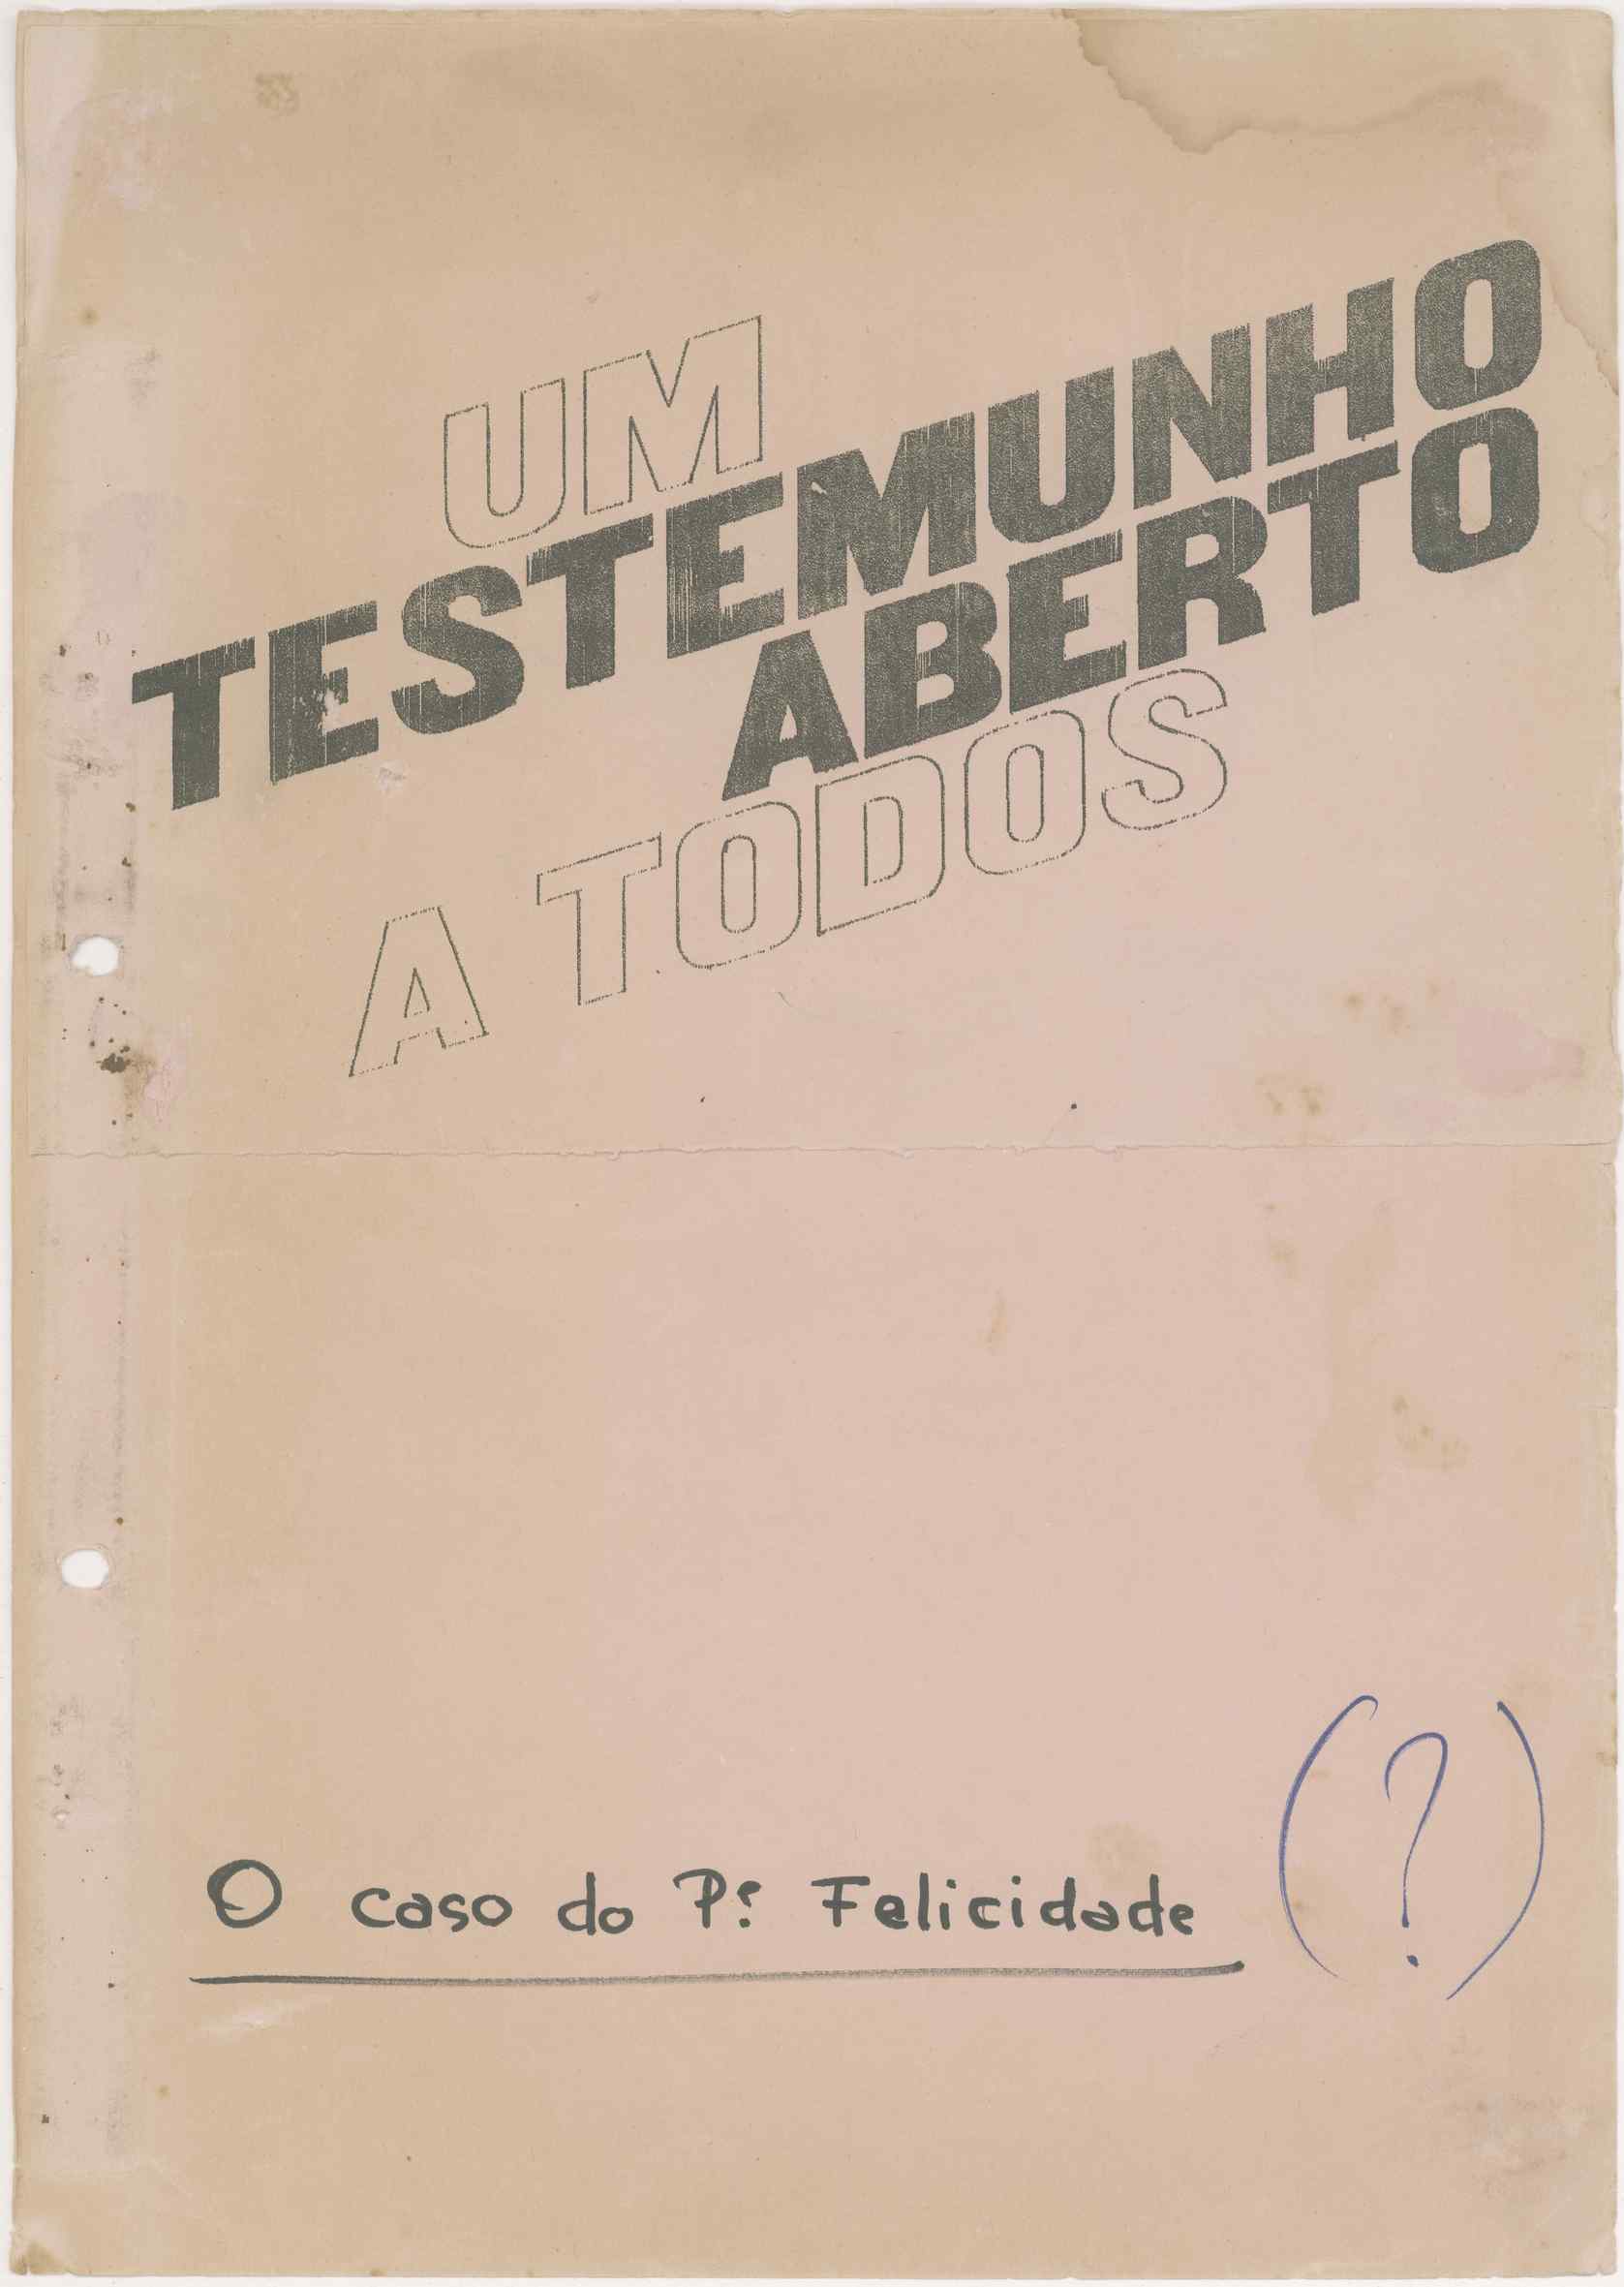 UM
TESTEMUNHO
ABERTO
A TODOS
O caso do Pe. Felicidade (?)